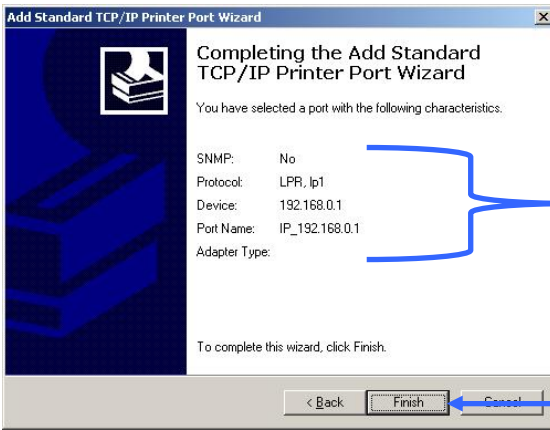 Add Standard TCP/IP Printer Port Wizard
Completing the Add Standard
TCP/IP Printer Port Wizard
You have selected a port with the following characteristics.
SNMP: No
Protocol: LPR, lp1
Device: 192.168.0.1
Port Name: IP_192.168.0.1
Adapter Type:
To complete this wizard, click Finish.
< Back Finish Cancel